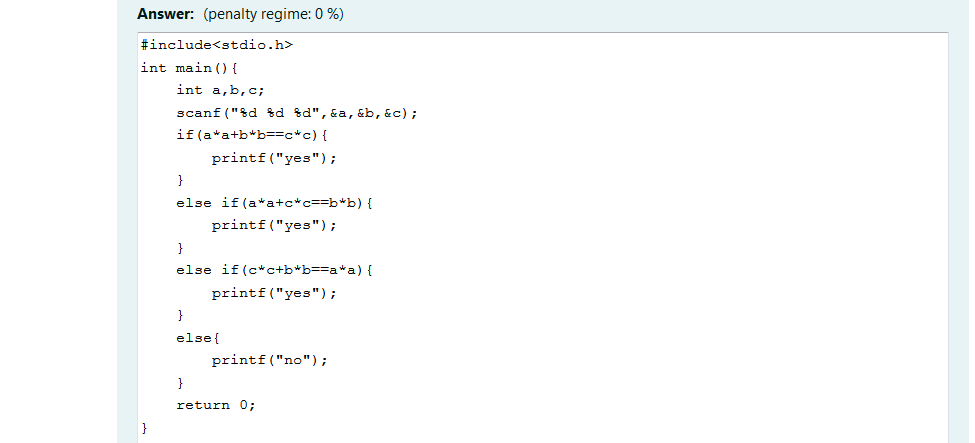 Answer: (penalty regime: 0 %)
#include<stdio.h>
int main(){
    int a,b,c;
    scanf("%d %d %d",&a,&b,&c);
    if(a*a+b*b==c*c){
        printf("yes");
    }
    else if(a*a+c*c==b*b){
        printf("yes");
    }
    else if(c*c+b*b==a*a){
        printf("yes");
    }
    else{
        printf("no");
    }
    return 0;
}